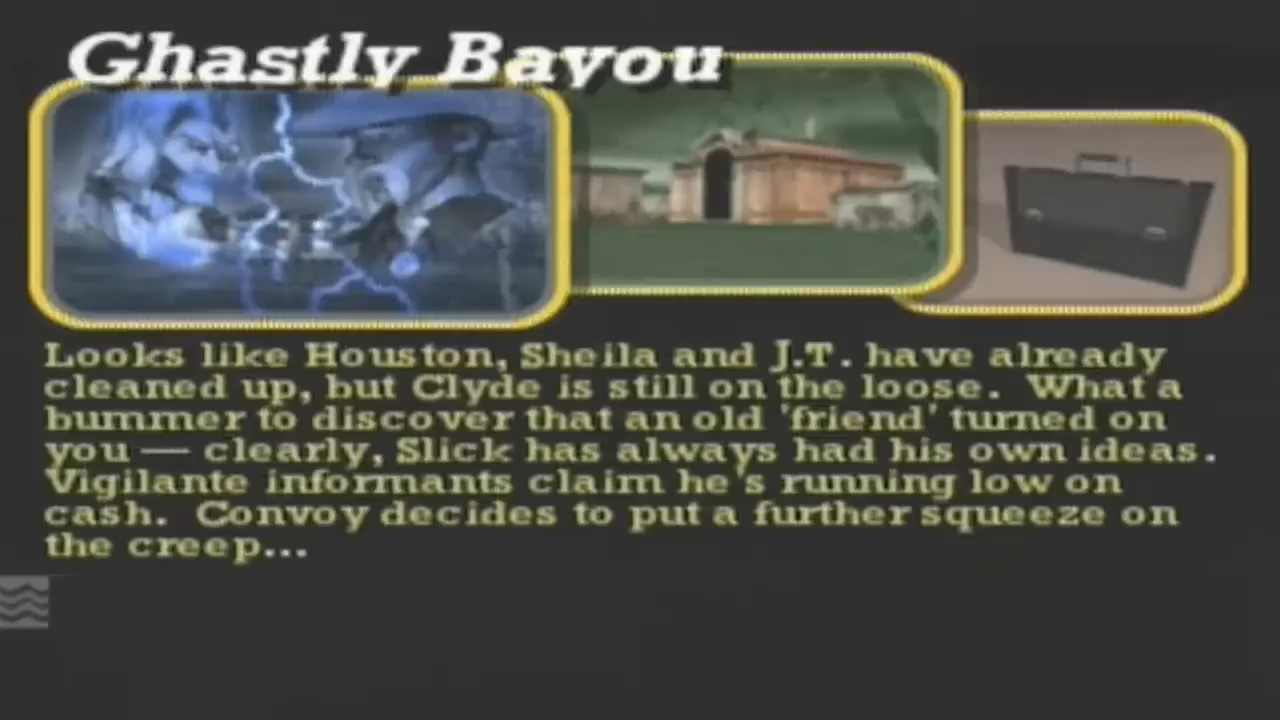 Ghastly Bayou
Looks like Houston, Sheila and J.T. have already
cleaned up, but Clyde is still on the loose. What a
bummer to discover that an old 'friend' turned on
you — clearly, Slick has always had his own ideas.
Vigilante informants claim he's running low on
cash. Convoy decides to put a further squeeze on
the creep...